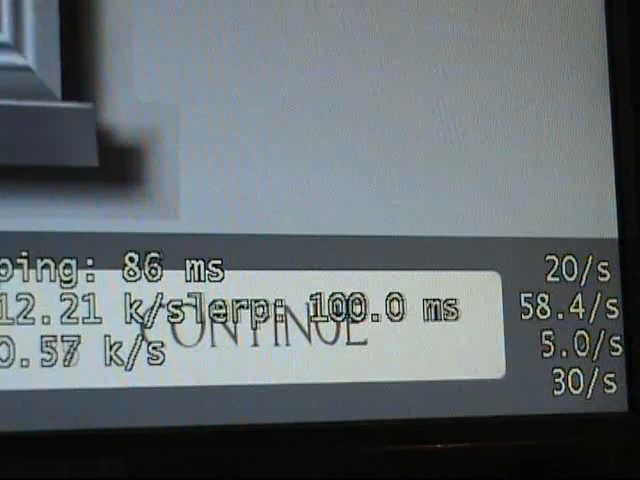 ping: 86 ms 20/s
12.21 k/s lerp: 100.0 ms 58.4/s
CONTINUE
0.57 k/s 5.0/s
30/s